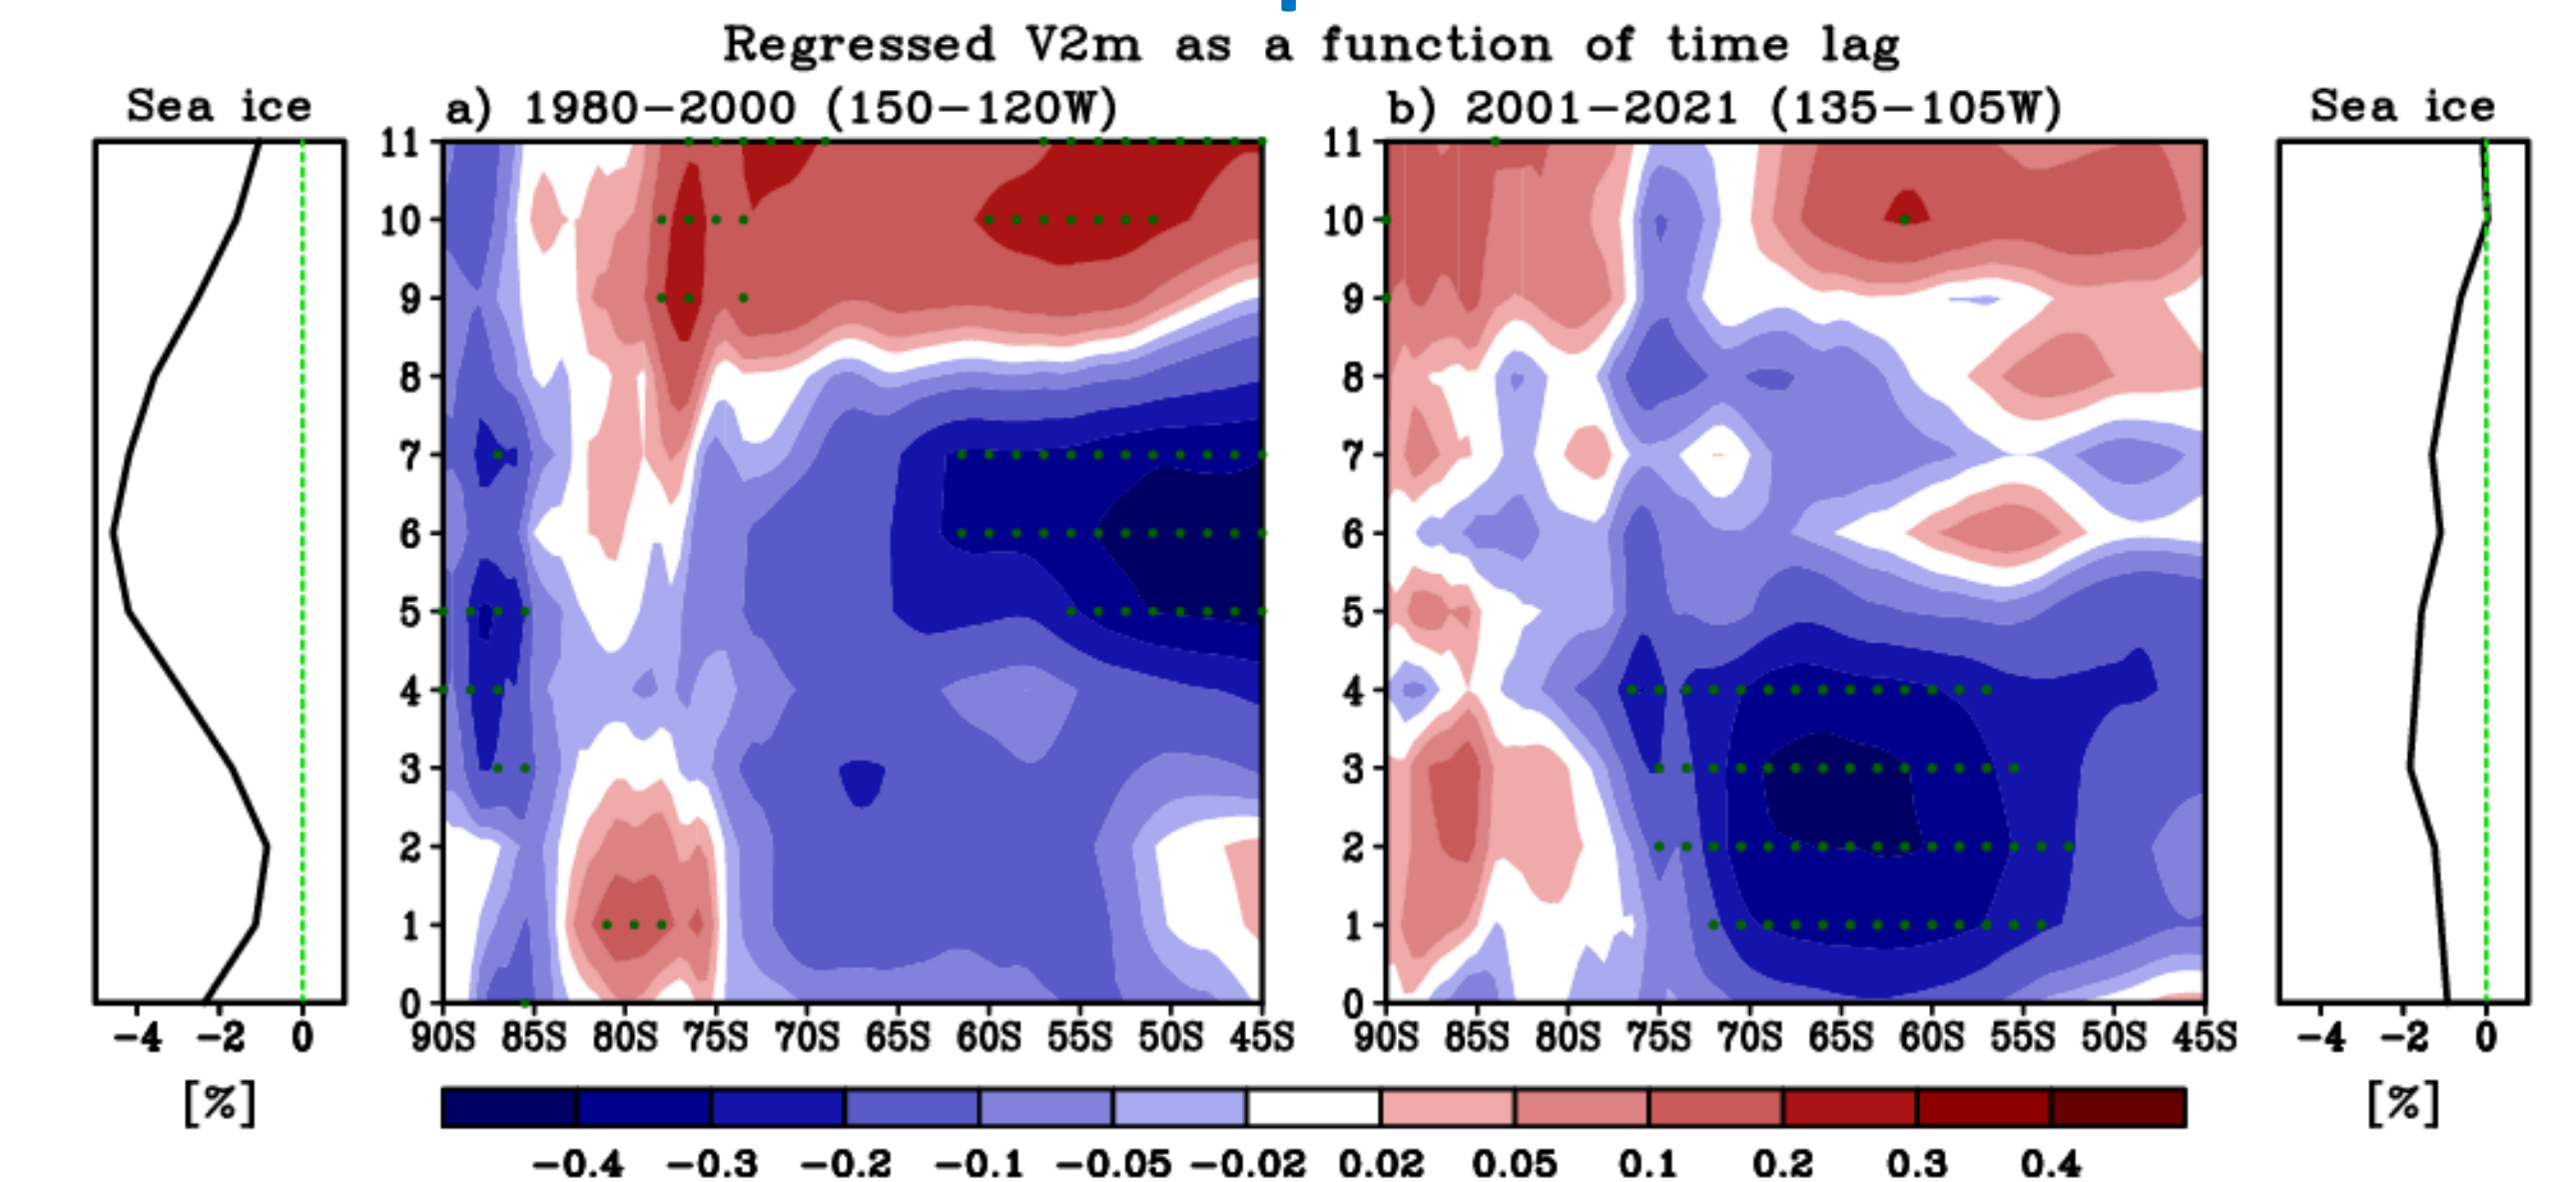 Regressed V2m as a function of time lag
Sea ice
a) 1980-2000 (150-120W)
b) 2001-2021 (135-105W)
Sea ice
11
10
9
8
7
6
5
4
3
2
1
0
11
10
9
8
7
6
5
4
3
2
1
0
-4 -2 0
90S 85S 80S 75S 70S 65S 60S 55S 50S 45S
90S 85S 80S 75S 70S 65S 60S 55S 50S 45S
-4 -2 0
[%]
[%]
-0.4 -0.3 -0.2 -0.1 -0.05 -0.02 0.02 0.05 0.1 0.2 0.3 0.4